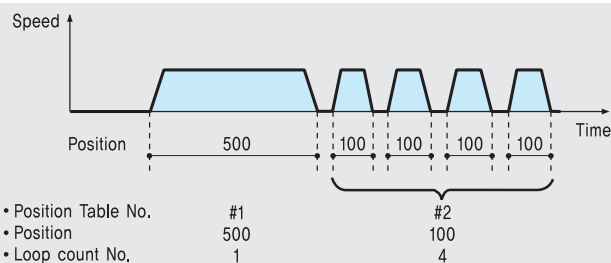 Speed
Time
Position 500 100 100 100 100
• Position Table No. #1 #2
• Position 500 100
• Loop count No. 1 4